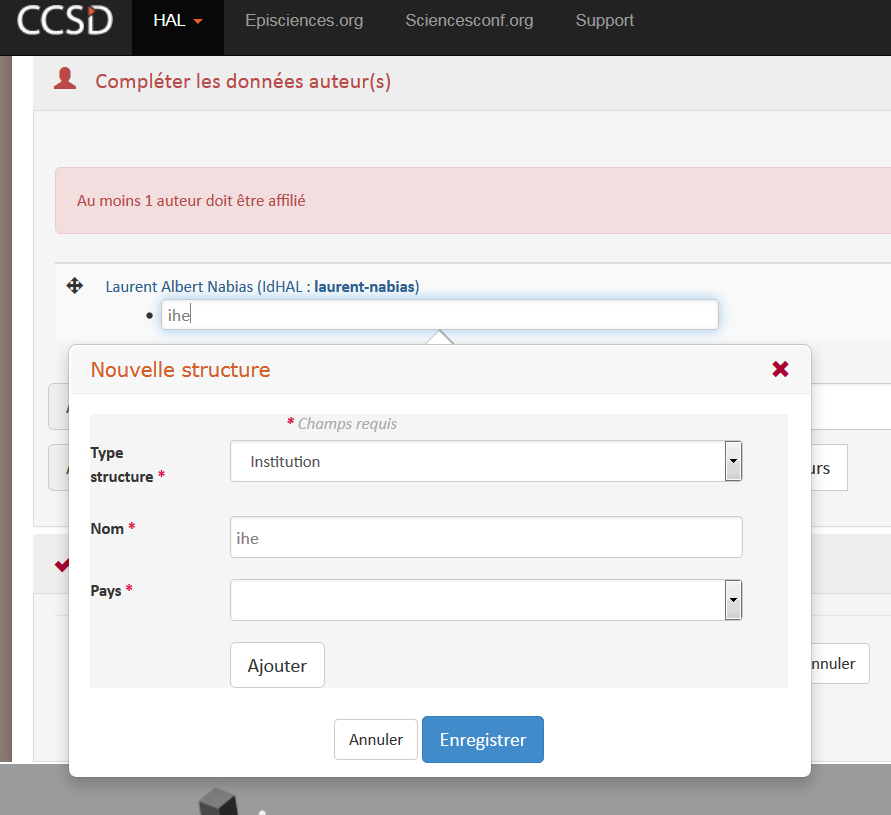 CCSD
HAL
Episciences.org
Sciencesconf.org
Support
Compléter les données auteur(s)
Au moins 1 auteur doit être affilié
Laurent Albert Nabias (IdHAL : laurent-nabias)
ihe
Nouvelle structure
* Champs requis
Type
structure *
Institution
Nom *
ihe
Pays *
Ajouter
Annuler
Enregistrer